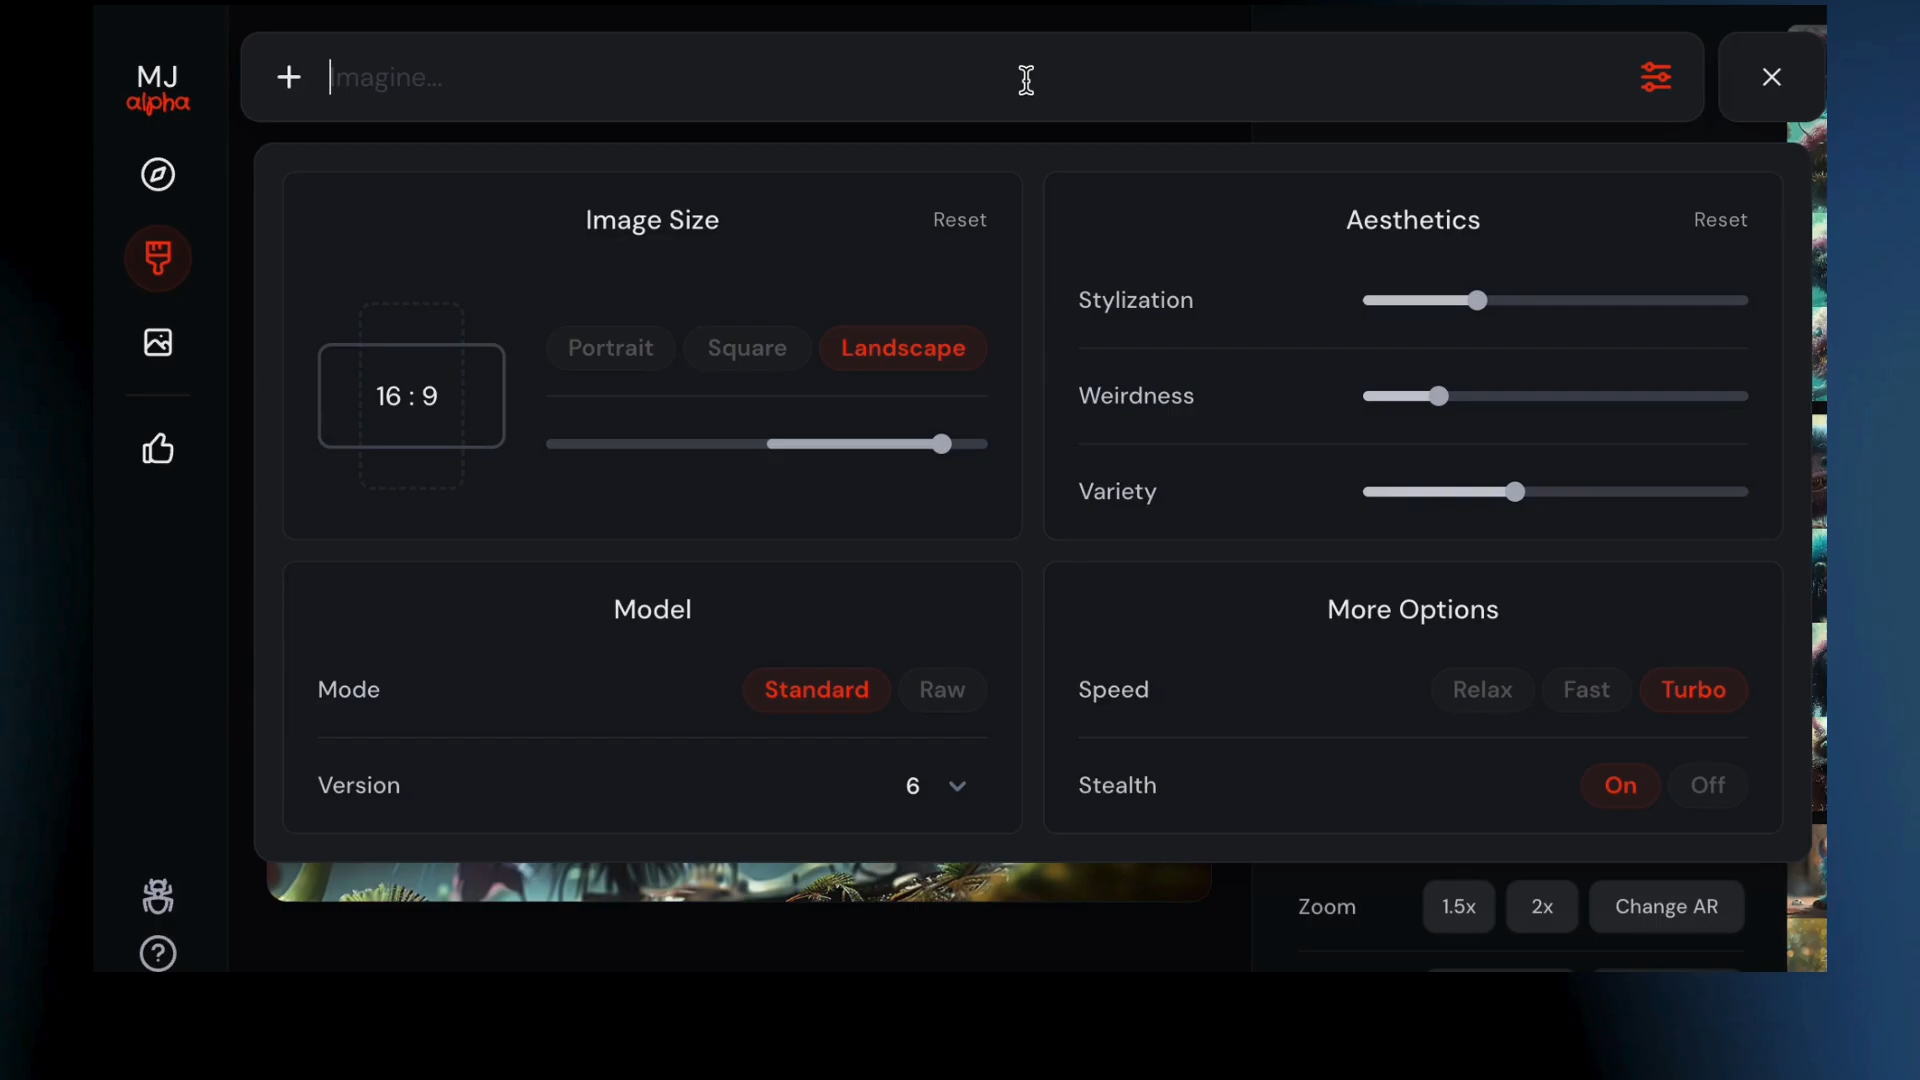 MJ
alpha
Imagine...
Image Size
Reset
16 : 9
Portrait
Square
Landscape
Aesthetics
Reset
Stylization
Weirdness
Variety
Model
Mode
Standard
Raw
Version
6
More Options
Speed
Relax
Fast
Turbo
Stealth
On
Off
Zoom
1.5x
2x
Change AR